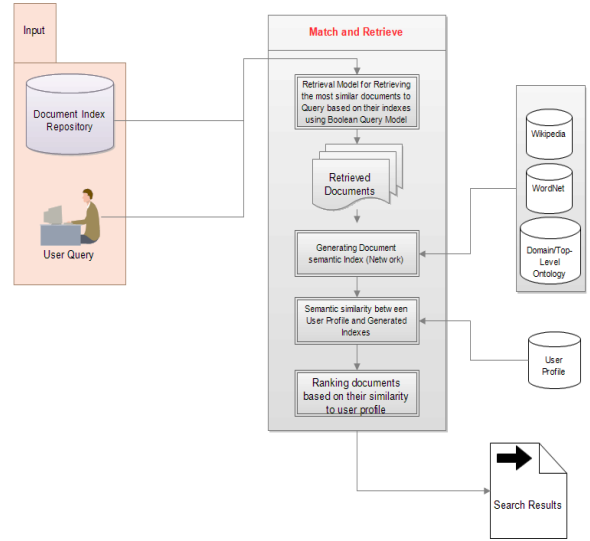 Input
Document Index
Repository
User Query
Match and Retrieve
Retrieval Model for Retrieving
the most similar documents to
Query based on their indexes
using Boolean Query Model
Retrieved
Documents
Generating Document
semantic Index (Network)
Semantic similarity between
User Profile and Generated
Indexes
Ranking documents
based on their similarity
to user profile
Wikipedia
WordNet
Domain/Top-
Level
Ontology
User
Profile
Search Results